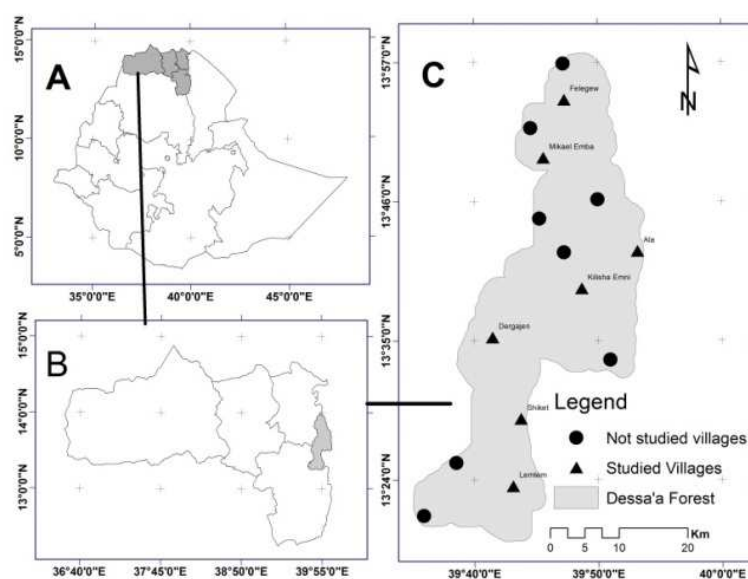 A
15°0'0"N
10°0'0"N
5°0'0"N
35°0'0"E
40°0'0"E
45°0'0"E
B
15°0'0"N
14°0'0"N
13°0'0"N
36°40'0"E
37°45'0"E
38°50'0"E
39°55'0"E
C
N
13°57'0"N
13°46'0"N
13°35'0"N
13°24'0"N
Felegew
Mikael Emba
Ala
Kilisha Emni
Dergajen
Shiket
Lemlem
Legend
Not studied villages
Studied Villages
Dessa'a Forest
Km
0 5 10 20
39°40'0"E
39°50'0"E
40°0'0"E